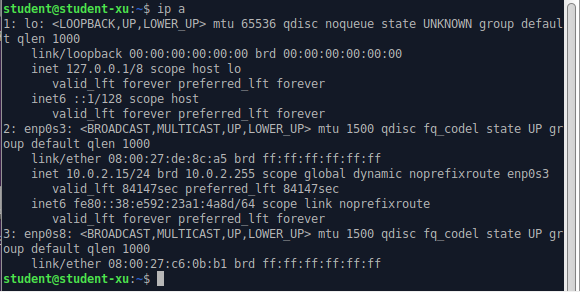 student@student-xu:~$ ip a
1: lo: <LOOPBACK,UP,LOWER_UP> mtu 65536 qdisc noqueue state UNKNOWN group defaul
t qlen 1000
    link/loopback 00:00:00:00:00:00 brd 00:00:00:00:00:00
    inet 127.0.0.1/8 scope host lo
       valid_lft forever preferred_lft forever
    inet6 ::1/128 scope host
       valid_lft forever preferred_lft forever
2: enp0s3: <BROADCAST,MULTICAST,UP,LOWER_UP> mtu 1500 qdisc fq_codel state UP gr
oup default qlen 1000
    link/ether 08:00:27:de:8c:a5 brd ff:ff:ff:ff:ff:ff
    inet 10.0.2.15/24 brd 10.0.2.255 scope global dynamic noprefixroute enp0s3
       valid_lft 84147sec preferred_lft 84147sec
    inet6 fe80::38:e592:23a1:4a8d/64 scope link noprefixroute
       valid_lft forever preferred_lft forever
3: enp0s8: <BROADCAST,MULTICAST,UP,LOWER_UP> mtu 1500 qdisc fq_codel state UP gr
oup default qlen 1000
    link/ether 08:00:27:c6:0b:b1 brd ff:ff:ff:ff:ff:ff
student@student-xu:~$